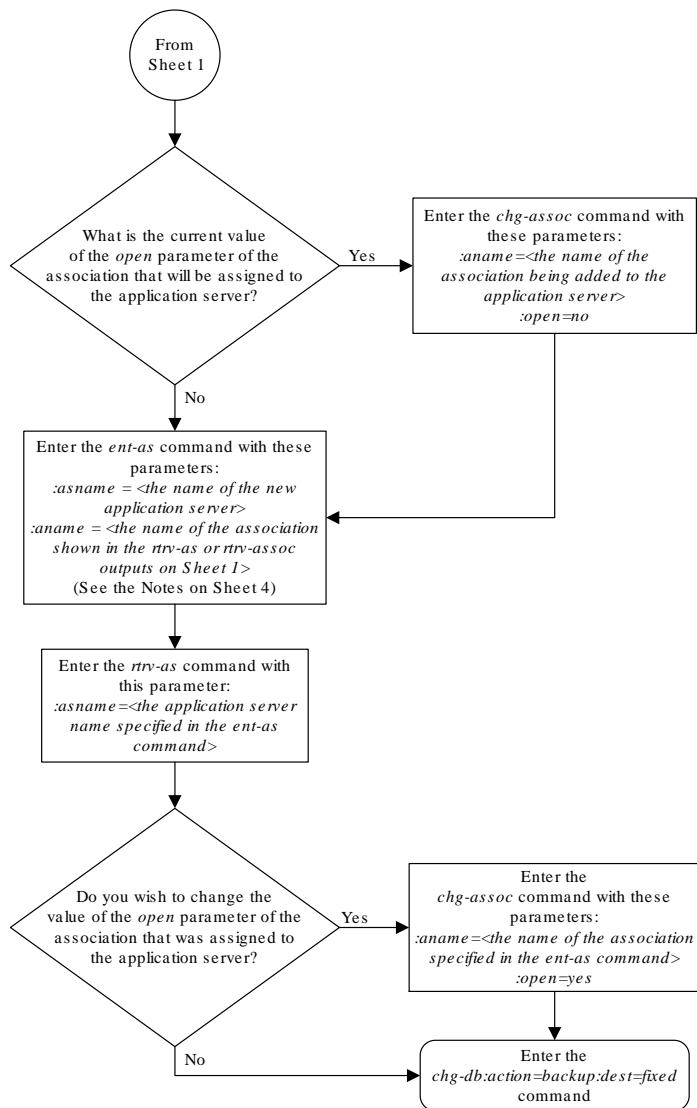 From
Sheet 1
What is the current value
of the open parameter of the
association that will be assigned to
the application server?
Yes
Enter the chg-assoc command with
these parameters:
:aname=<the name of the
association being added to the
application server>
:open=no
No
Enter the ent-as command with these
parameters:
:asname = <the name of the new
application server>
:aname = <the name of the association
shown in the rtrv-as or rtrv-assoc
outputs on Sheet 1>
(See the Notes on Sheet 4)
Enter the rtrv-as command with
this parameter:
:asname=<the application server
name specified in the ent-as
command>
Do you wish to change the
value of the open parameter of the
association that was assigned to
the application server?
Yes
Enter the
chg-assoc command with these
parameters:
:aname=<the name of the association
specified in the ent-as command>
:open=yes
No
Enter the
chg-db:action=backup:dest=fixed
command